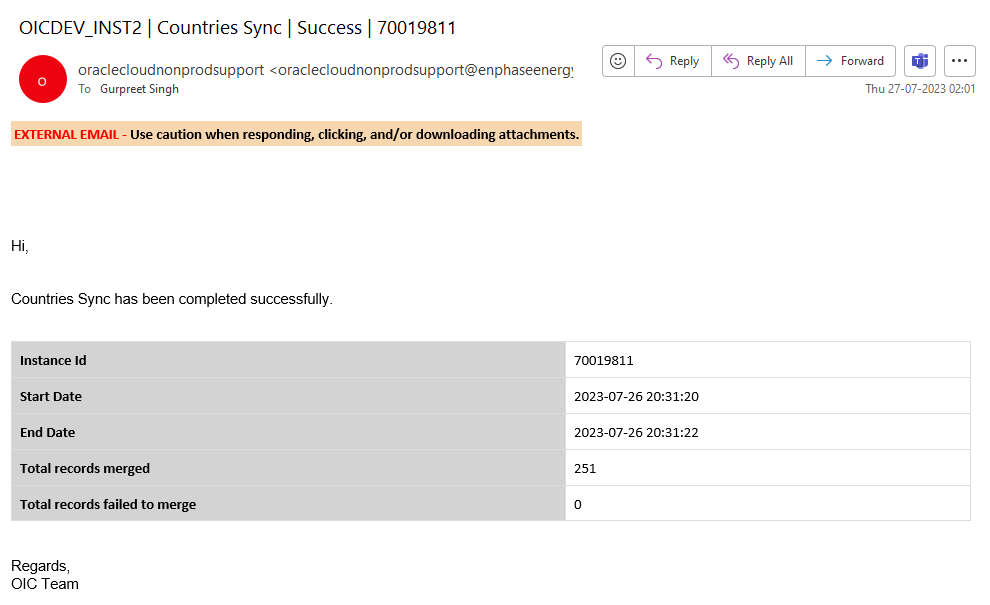 OICDEV_INST2 | Countries Sync | Success | 70019811
O
oraclecloudnonprodsupport <oraclecloudnonprodsupport@enphaseenergy
To Gurpreet Singh
Reply Reply All Forward
Thu 27-07-2023 02:01
EXTERNAL EMAIL - Use caution when responding, clicking, and/or downloading attachments.
Hi,
Countries Sync has been completed successfully.
Instance Id 70019811
Start Date 2023-07-26 20:31:20
End Date 2023-07-26 20:31:22
Total records merged 251
Total records failed to merge 0
Regards,
OIC Team